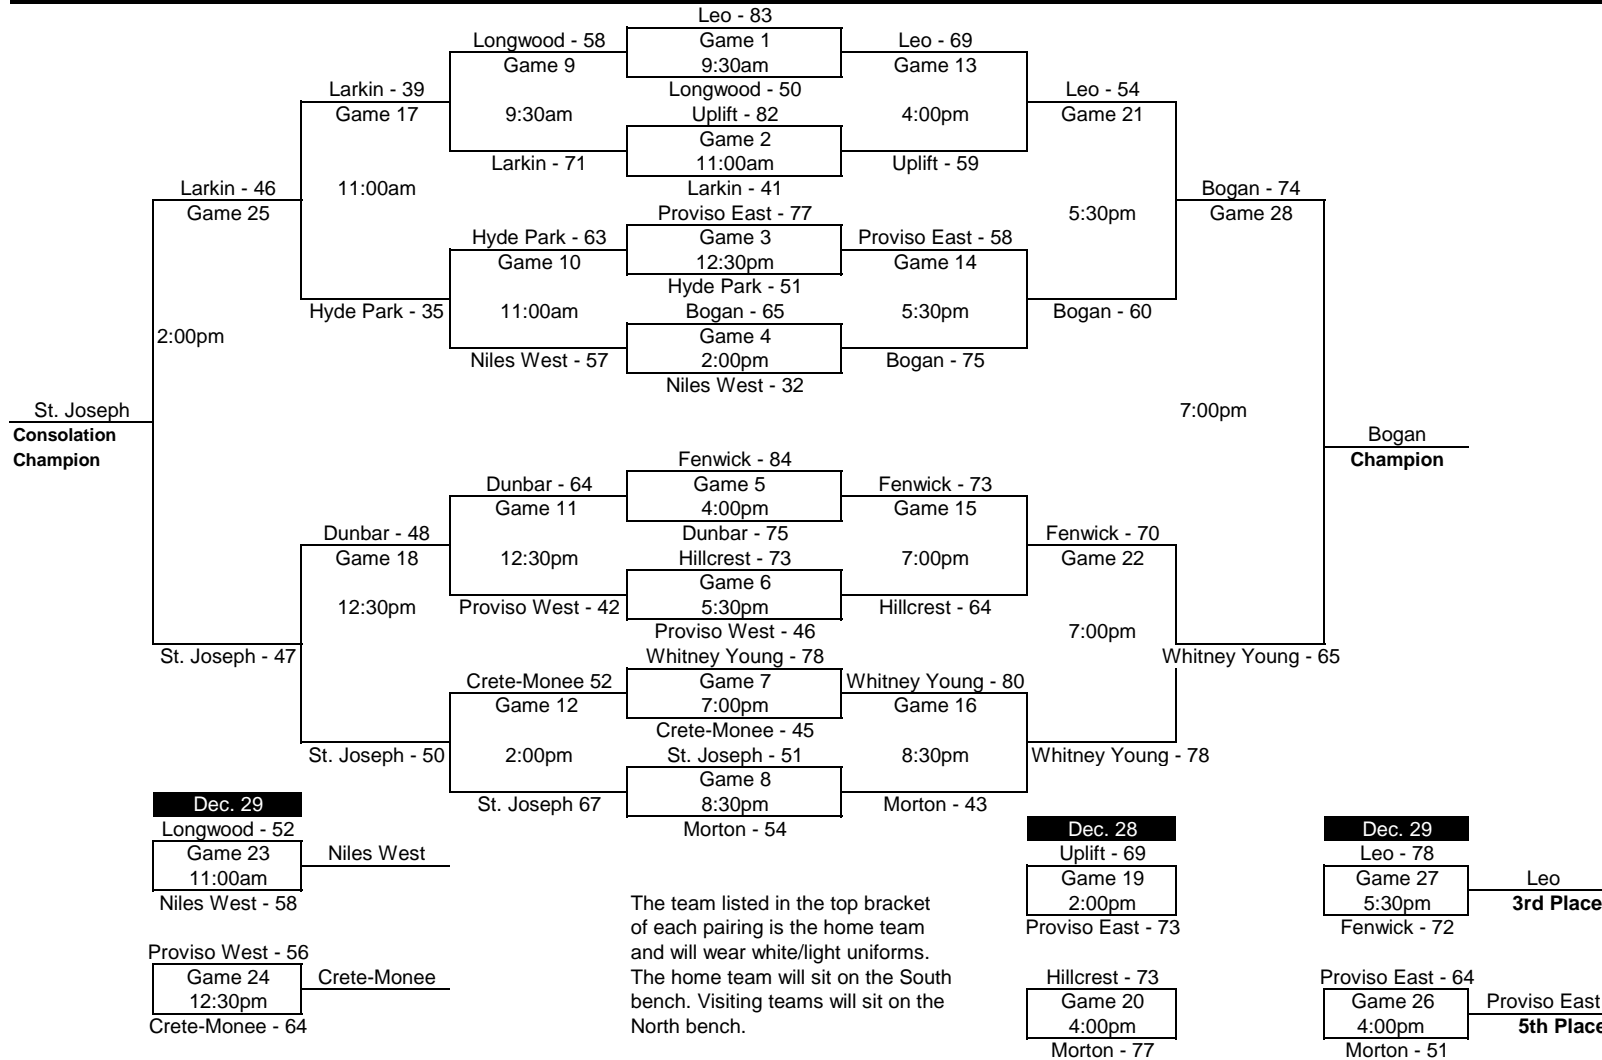 Leo - 83
Longwood - 58
Game 1
Leo - 69
Game 9
9:30am
Game 13
Larkin - 39
Longwood - 50
Leo - 54
Game 17
9:30am
Uplift - 82
4:00pm
Game 21
Game 2
Larkin - 71
11:00am
Uplift - 59
Larkin - 46
11:00am
Larkin - 41
Bogan - 74
Game 25
Proviso East - 77
5:30pm
Game 28
Hyde Park - 63
Game 3
Proviso East - 58
Game 10
12:30pm
Game 14
Hyde Park - 51
Hyde Park - 35
11:00am
Bogan - 65
5:30pm
Bogan - 60
2:00pm
Game 4
Niles West - 57
2:00pm
Bogan - 75
Niles West - 32
St. Joseph
7:00pm
Consolation
Champion
Bogan
Champion
Fenwick - 84
Dunbar - 64
Game 5
Fenwick - 73
Game 11
4:00pm
Game 15
Dunbar - 48
Dunbar - 75
Fenwick - 70
Game 18
12:30pm
Hillcrest - 73
7:00pm
Game 22
Game 6
12:30pm
Proviso West - 42
5:30pm
Hillcrest - 64
Proviso West - 46
7:00pm
St. Joseph - 47
Whitney Young - 78
Whitney Young - 65
Crete-Monee 52
Game 7
Whitney Young - 80
Game 12
7:00pm
Game 16
Crete-Monee - 45
St. Joseph - 50
2:00pm
St. Joseph - 51
8:30pm
Whitney Young - 78
Game 8
St. Joseph 67
8:30pm
Morton - 43
Morton - 54
Dec. 29
Longwood - 52
Game 23
Niles West
11:00am
Niles West - 58
Proviso West - 56
Game 24
Crete-Monee
12:30pm
Crete-Monee - 64
The team listed in the top bracket
of each pairing is the home team
and will wear white/light uniforms.
The home team will sit on the South
bench. Visiting teams will sit on the
North bench.
Dec. 28
Uplift - 69
Game 19
2:00pm
Proviso East - 73
Hillcrest - 73
Game 20
4:00pm
Morton - 77
Dec. 29
Leo - 78
Game 27
Leo
5:30pm
3rd Place
Fenwick - 72
Proviso East - 64
Game 26
Proviso East
4:00pm
5th Place
Morton - 51